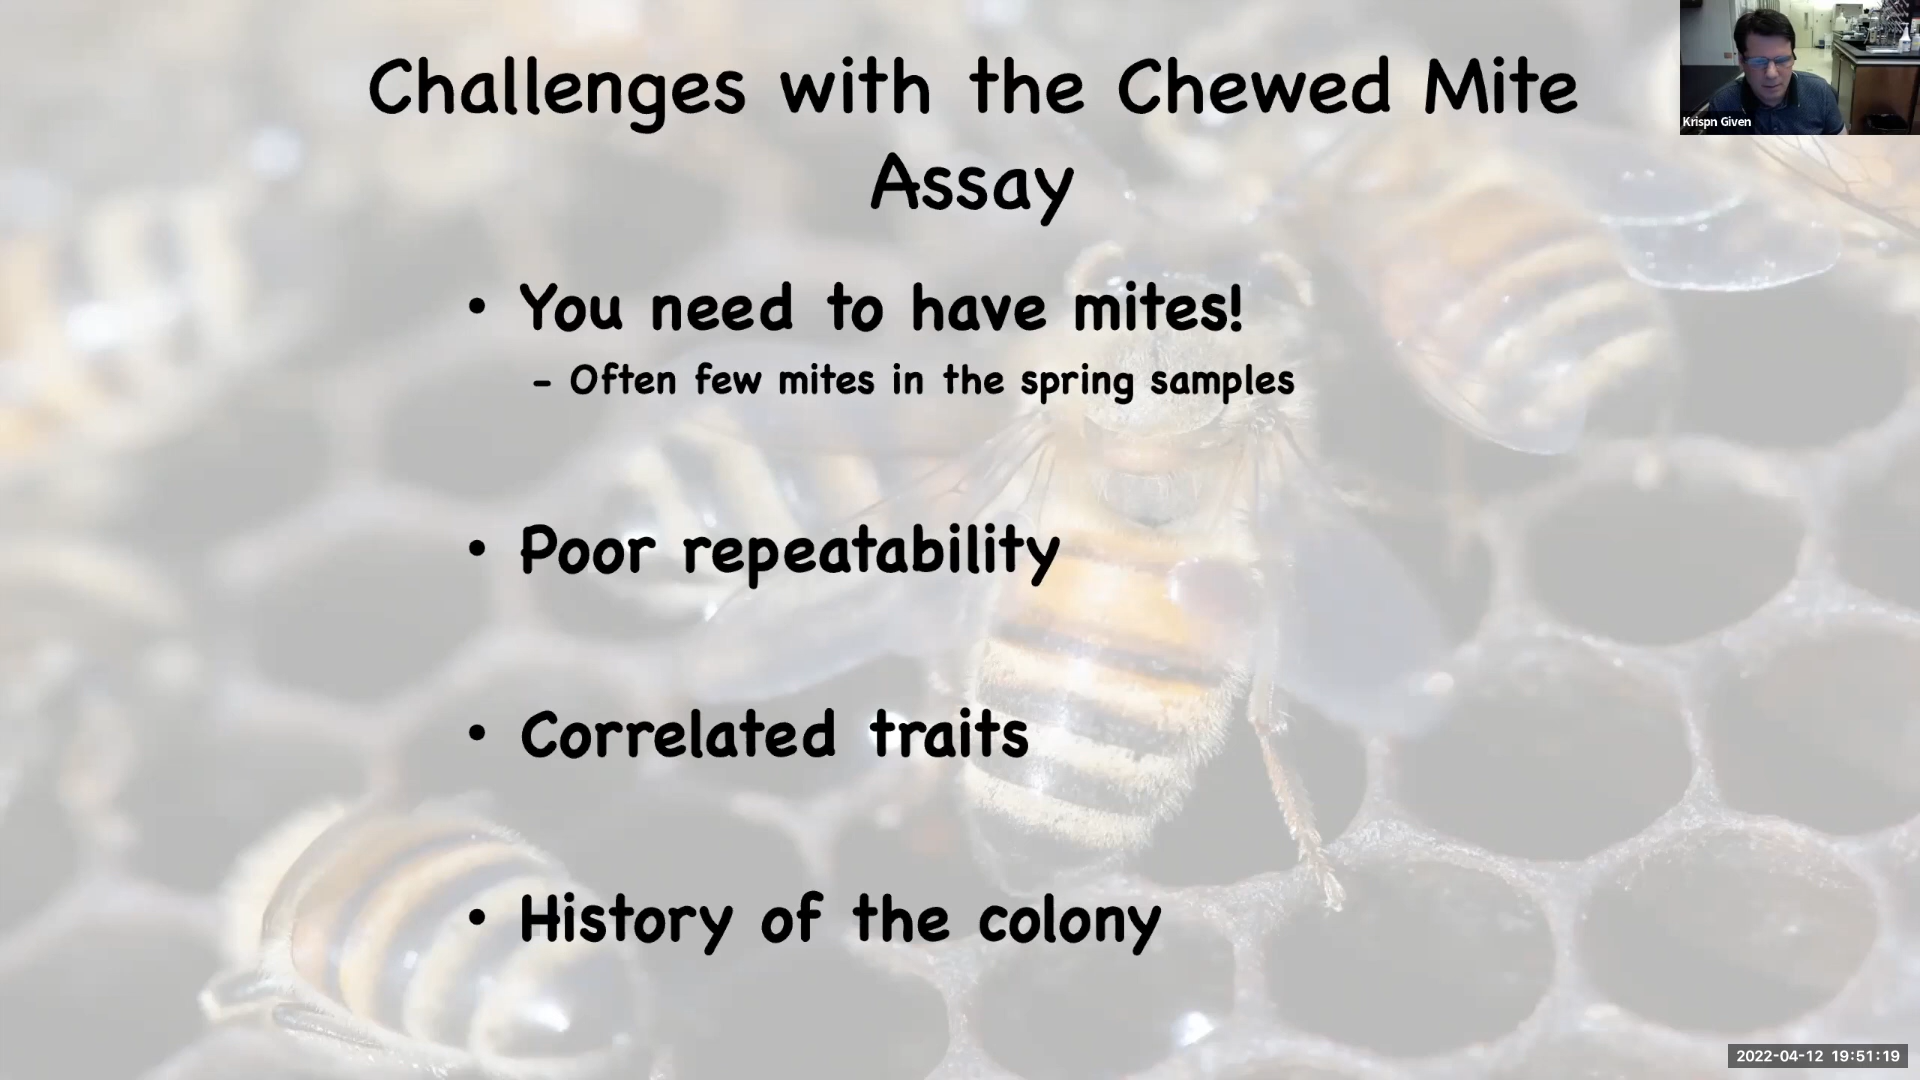 Challenges with the Chewed Mite
Assay
Krispn Given
• You need to have mites!
– Often few mites in the spring samples
• Poor repeatability
• Correlated traits
• History of the colony
2022-04-12 19:51:19